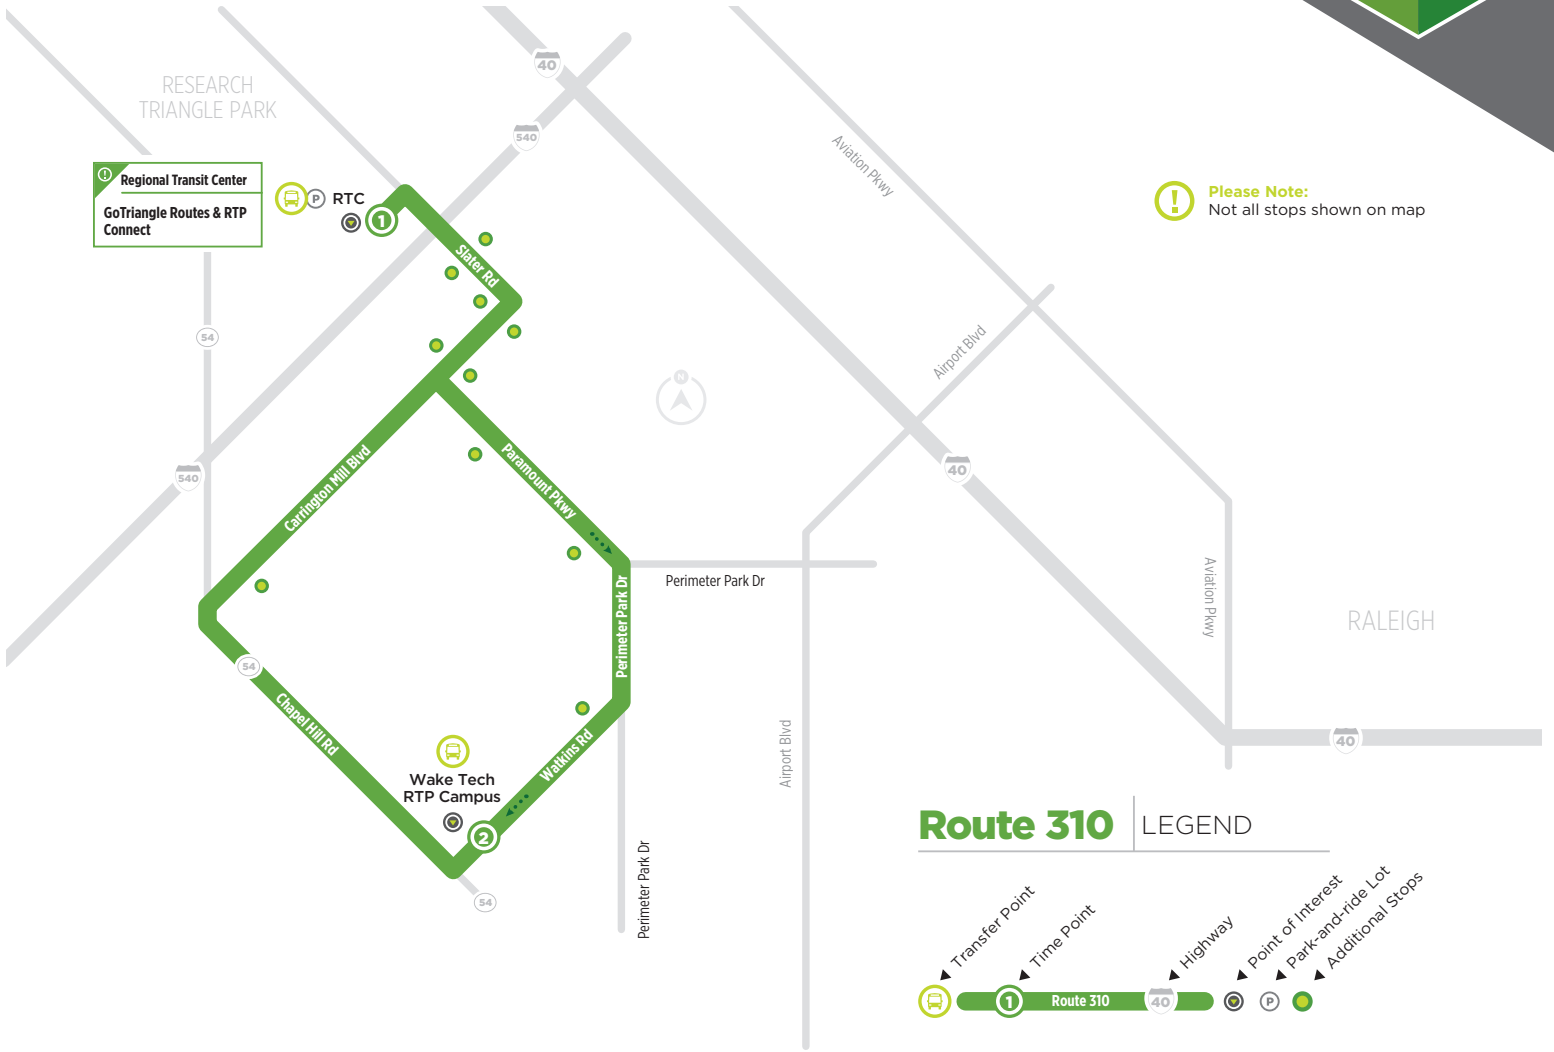 RESEARCH
TRIANGLE PARK
40
540
Aviation Pkwy
!
Regional Transit Center
GoTriangle Routes & RTP
Connect
P
RTC
1
!
Please Note:
Not all stops shown on map
Slater Rd
54
Airport Blvd
N
540
Carrington Mill Blvd
Paramount Pkwy
40
Perimeter Park Dr
Perimeter Park Dr
Aviation Pkwy
RALEIGH
54
Chapel Hill Rd
Watkins Rd
Wake Tech
RTP Campus
2
54
Perimeter Park Dr
Airport Blvd
40
Route 310
LEGEND
Transfer Point
Time Point
Highway
Point of Interest
Park-and-ride Lot
Additional Stops
1
Route 310
40
P